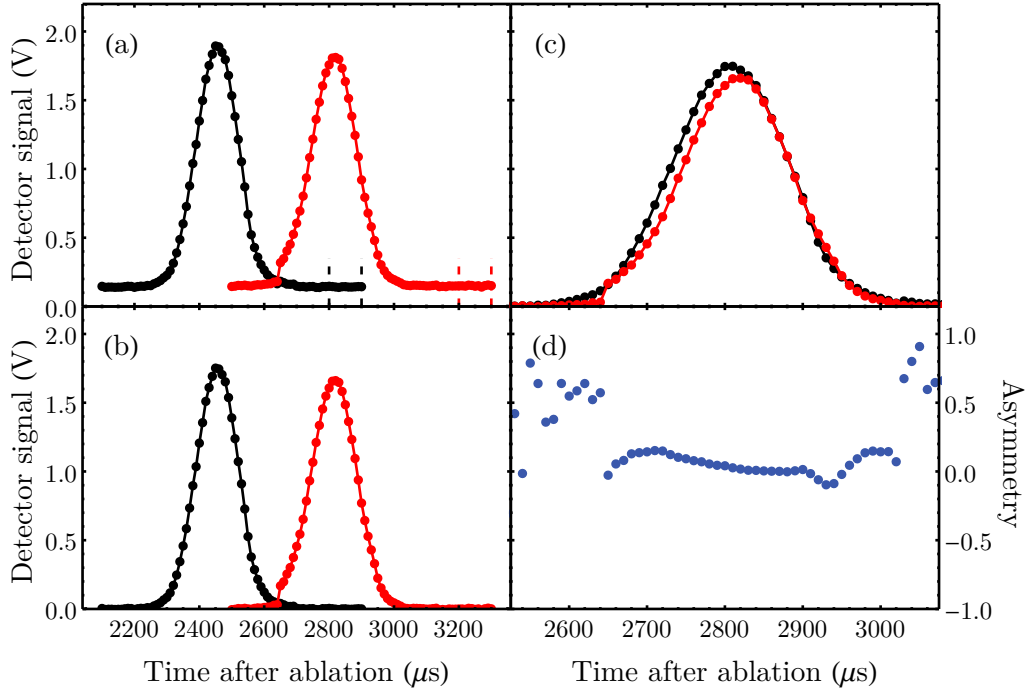 2.0
(a)
(c)
Detector signal (V)
1.5
1.0
0.5
0.0
2.0
(b)
(d)
1.0
Detector signal (V)
1.5
0.5
1.0
0.0
Asymmetry
0.5
−0.5
0.0
−1.0
2200 2400 2600 2800 3000 3200
2600 2700 2800 2900 3000
Time after ablation (μs)
Time after ablation (μs)